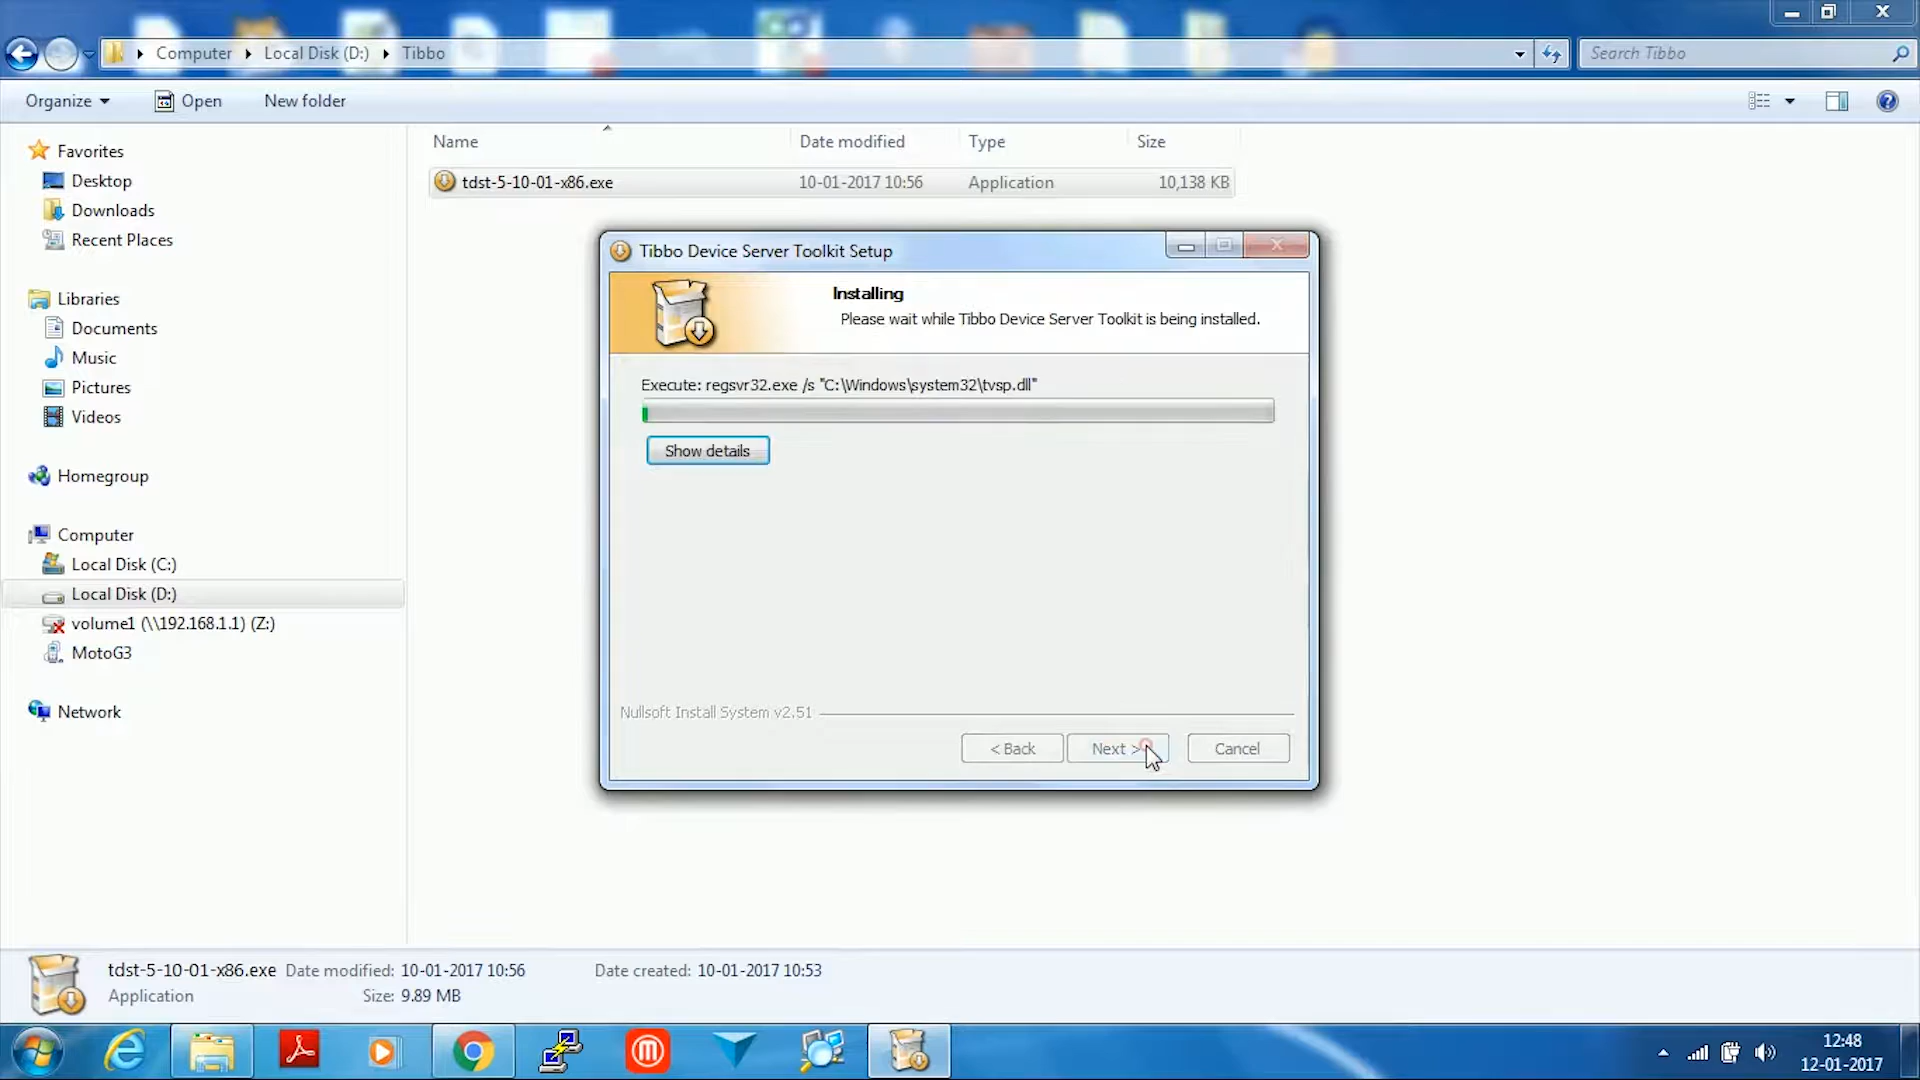 Computer
Local Disk (D:)
Tibbo
Search Tibbo
Organize
Open
New folder
Name
Date modified
Type
Size
tdst-5-10-01-x86.exe
10-01-2017 10:56
Application
10,138 KB
Favorites
Desktop
Downloads
Recent Places
Libraries
Documents
Music
Pictures
Videos
Homegroup
Computer
Local Disk (C:)
Local Disk (D:)
volume1 (\\192.168.1.1) (Z:)
MotoG3
Network
Tibbo Device Server Toolkit Setup
Installing
Please wait while Tibbo Device Server Toolkit is being installed.
Execute: regsvr32.exe /s "C:\Windows\system32\tvsp.dll"
Show details
Nullsoft Install System v2.51
< Back
Next >
Cancel
tdst-5-10-01-x86.exe Date modified: 10-01-2017 10:56 Date created: 10-01-2017 10:53
Application Size: 9.89 MB
12:48
12-01-2017